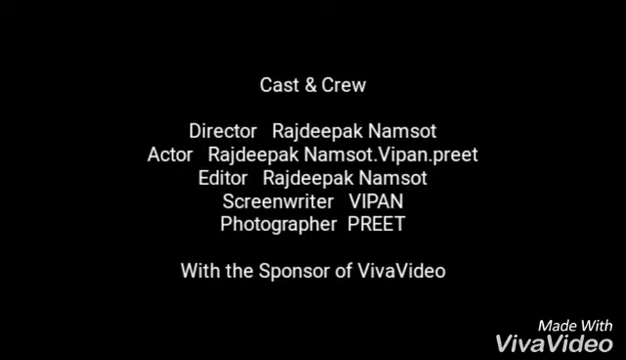 Cast & Crew
Director Rajdeepak Namsot
Actor Rajdeepak Namsot.Vipan.preet
Editor Rajdeepak Namsot
Screenwriter VIPAN
Photographer PREET
With the Sponsor of VivaVideo
Made With
VivaVideo